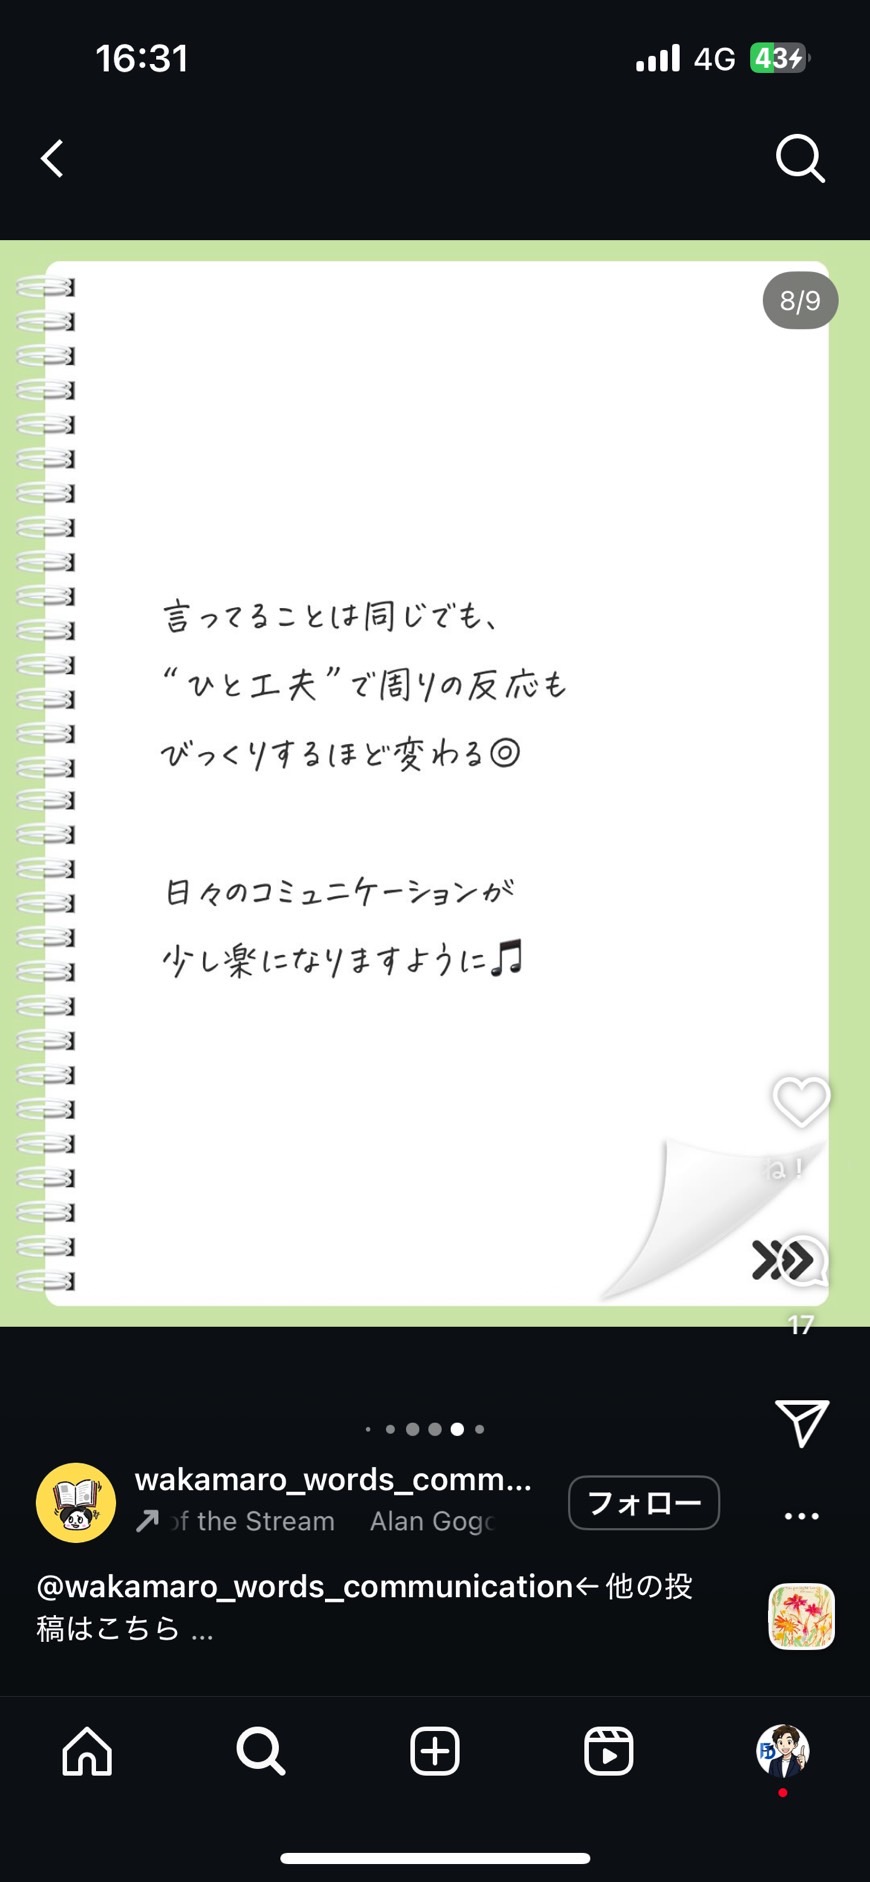 16:31
4G
43
8/9
言ってることは同じでも、
“ひと工夫”で周りの反応も
びっくりするほど変わる◎
日々のコミュニケーションが
少し楽になりますように🎵
ね!
17
wakamaro_words_comm...
フォロー
of the Stream Alan Gogo
@wakamaro_words_communication←他の投
稿はこちら ...